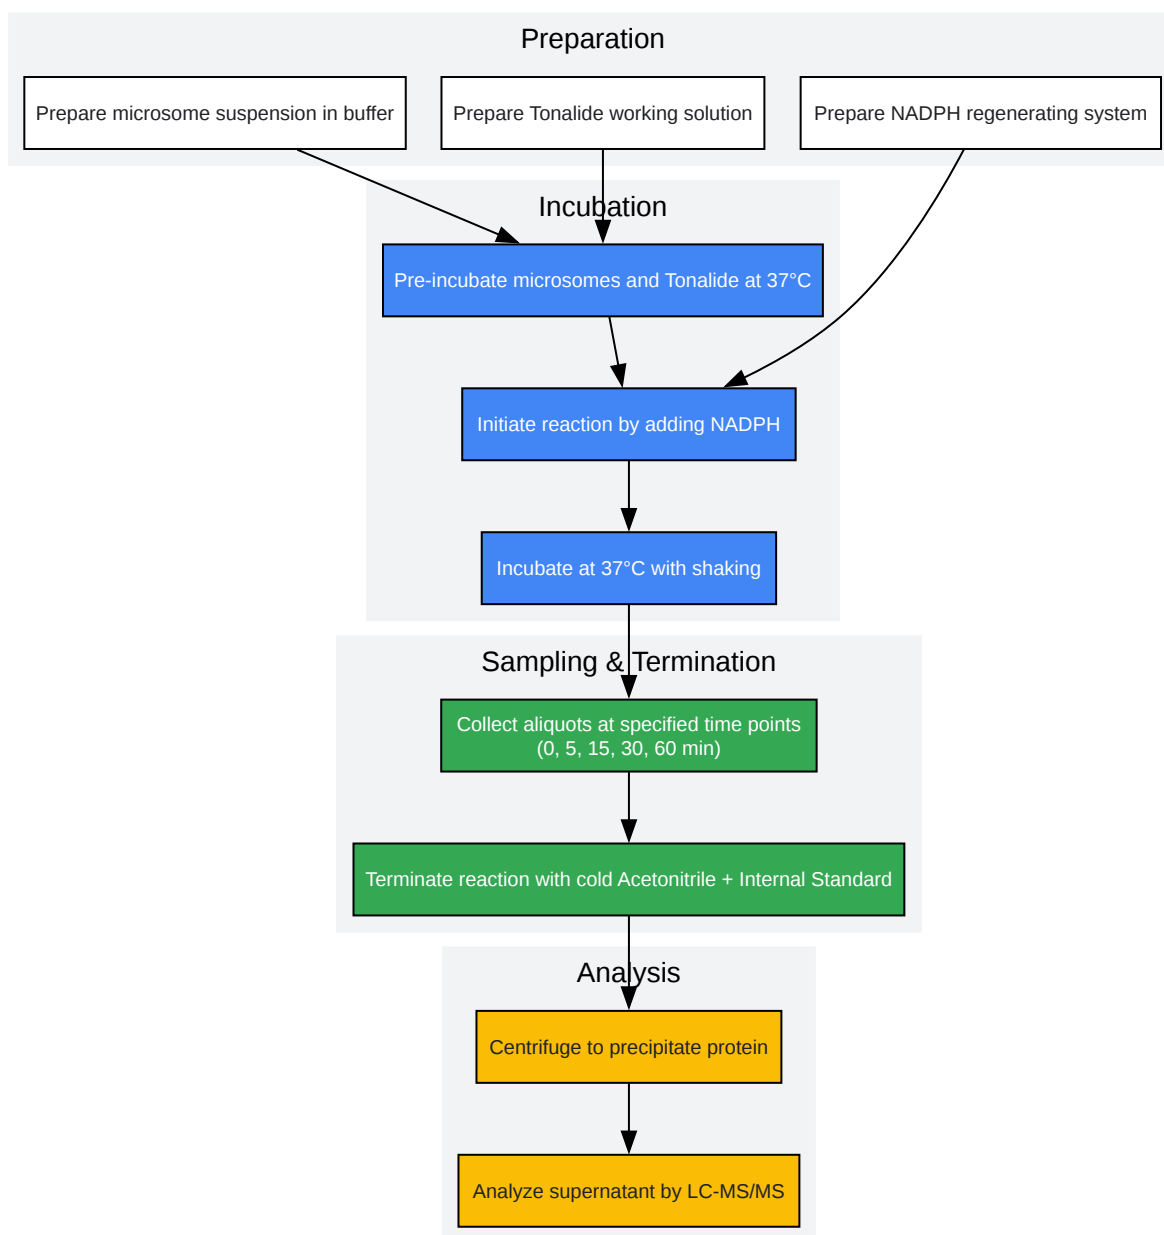 Preparation
Prepare microsome suspension in buffer
Prepare Tonalide working solution
Prepare NADPH regenerating system
Incubation
Pre-incubate microsomes and Tonalide at 37°C
Initiate reaction by adding NADPH
Incubate at 37°C with shaking
Sampling & Termination
Collect aliquots at specified time points
(0, 5, 15, 30, 60 min)
Terminate reaction with cold Acetonitrile + Internal Standard
Analysis
Centrifuge to precipitate protein
Analyze supernatant by LC-MS/MS